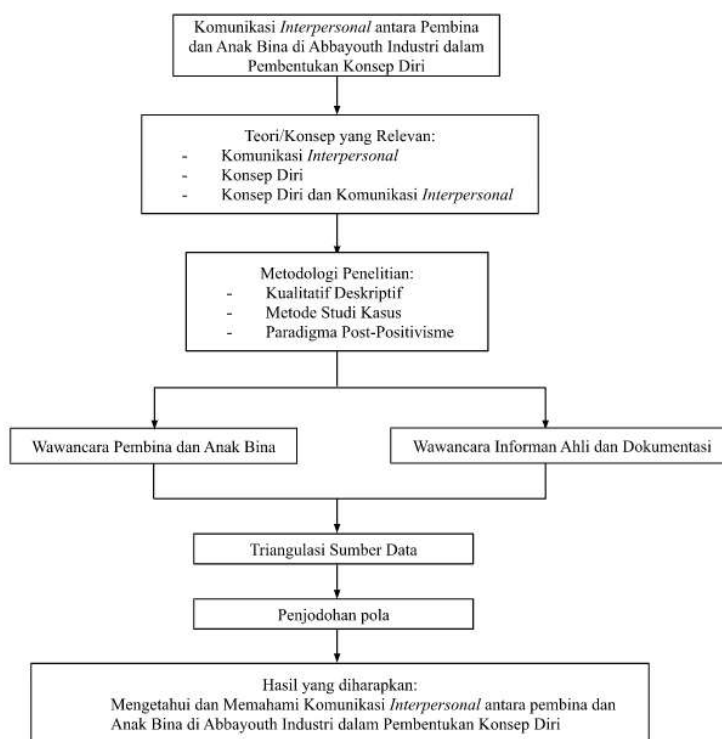 Komunikasi Interpersonal antara Pembina
dan Anak Bina di Abbayouth Industri dalam
Pembentukan Konsep Diri
Teori/Konsep yang Relevan:
- Komunikasi Interpersonal
- Konsep Diri
- Konsep Diri dan Komunikasi Interpersonal
Metodologi Penelitian:
- Kualitatif Deskriptif
- Metode Studi Kasus
- Paradigma Post-Positivisme
Wawancara Pembina dan Anak Bina
Wawancara Informan Ahli dan Dokumentasi
Triangulasi Sumber Data
Penjodohan pola
Hasil yang diharapkan:
Mengetahui dan Memahami Komunikasi Interpersonal antara pembina dan
Anak Bina di Abbayouth Industri dalam Pembentukan Konsep Diri